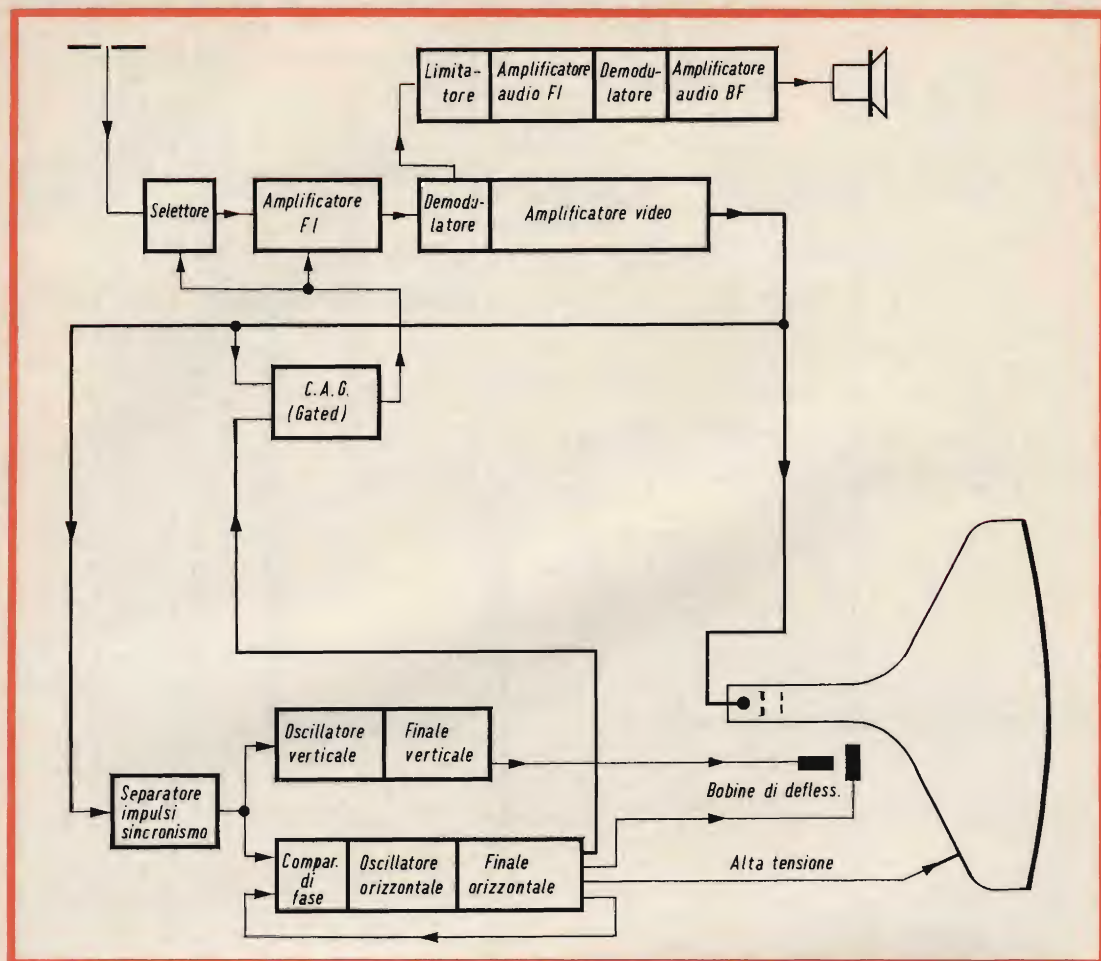 Limita-
tore
Amplificatore
audio FI
Demodu-
latore
Amplificatore
audio BF
Selettore
Amplificatore
FI
Demodu-
latore
Amplificatore video
C.A.G.
(Gated)
Oscillatore
verticale
Finale
verticale
Separatore
impulsi
sincronismo
Bobine di defless.
Compar.
di
fase
Oscillatore
orizzontale
Finale
orizzontale
Alta tensione